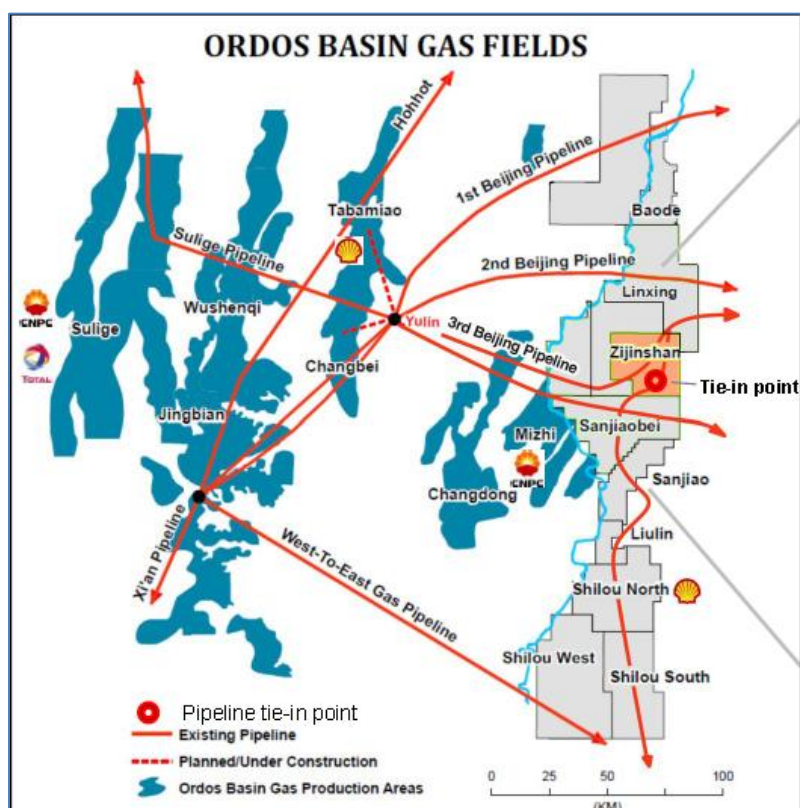 ORDOS BASIN GAS FIELDS
Hohhot
1st Beijing Pipeline
Tabamiao
Baode
Sulige Pipeline
2nd Beijing Pipeline
Linxing
CNPC
Wushenqi
Sulige
Yulin
3rd Beijing Pipeline
Zijinshan
TOTAL
Changbei
Tie-in point
Jingbian
Sanjiaobei
Mizhi
CNPC
Changdong
Sanjiao
Xi'an Pipeline
West-To-East Gas Pipeline
Liulin
Shilou North
Shilou West
Shilou South
Pipeline tie-in point
Existing Pipeline
Planned/Under Construction
Ordos Basin Gas Production Areas
0 25 50 100
(KM)